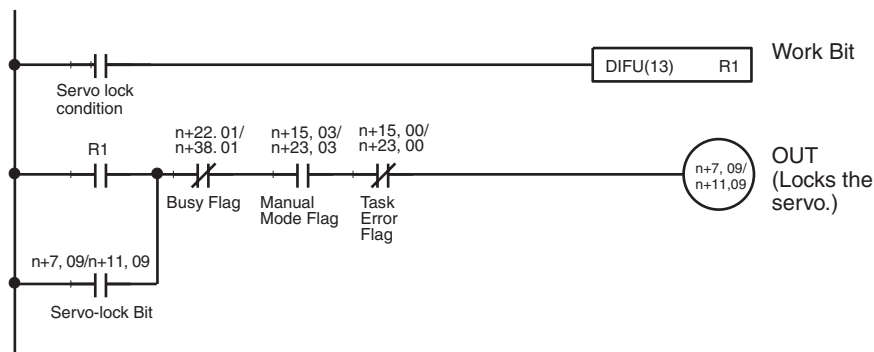 DIFU(13) R1
Work Bit
Servo lock
condition
R1
n+22. 01/
n+38. 01
n+15, 03/
n+23, 03
n+15, 00/
n+23, 00
Busy Flag
Manual
Mode Flag
Task
Error
Flag
n+7, 09/
n+11,09
OUT
(Locks the
servo.)
n+7, 09/n+11, 09
Servo-lock Bit